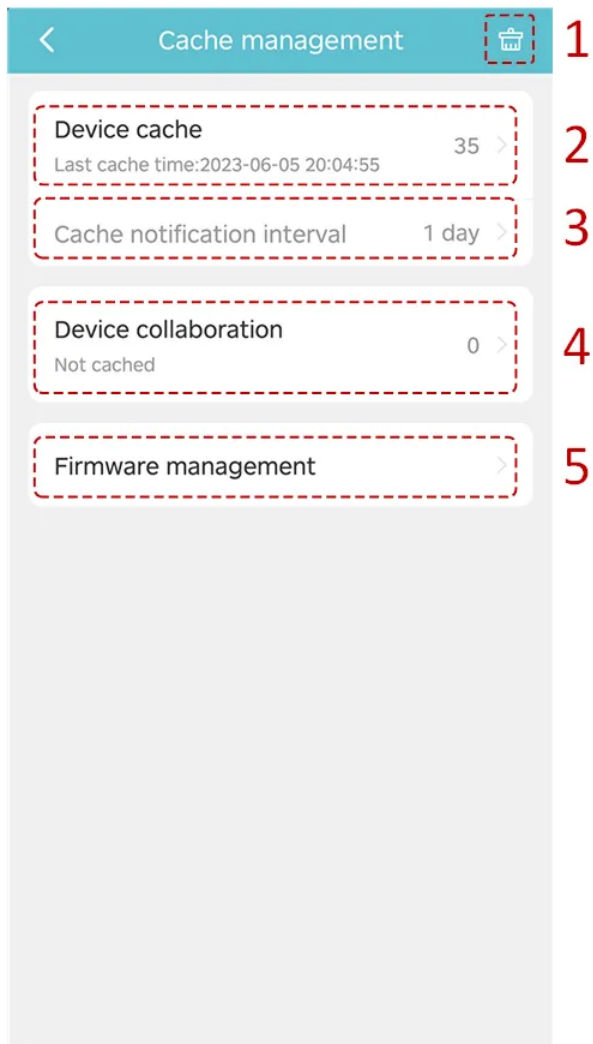 Cache management
1
Device cache
35
2
Last cache time:2023-06-05 20:04:55
Cache notification interval
1 day
3
Device collaboration
0
4
Not cached
Firmware management
5